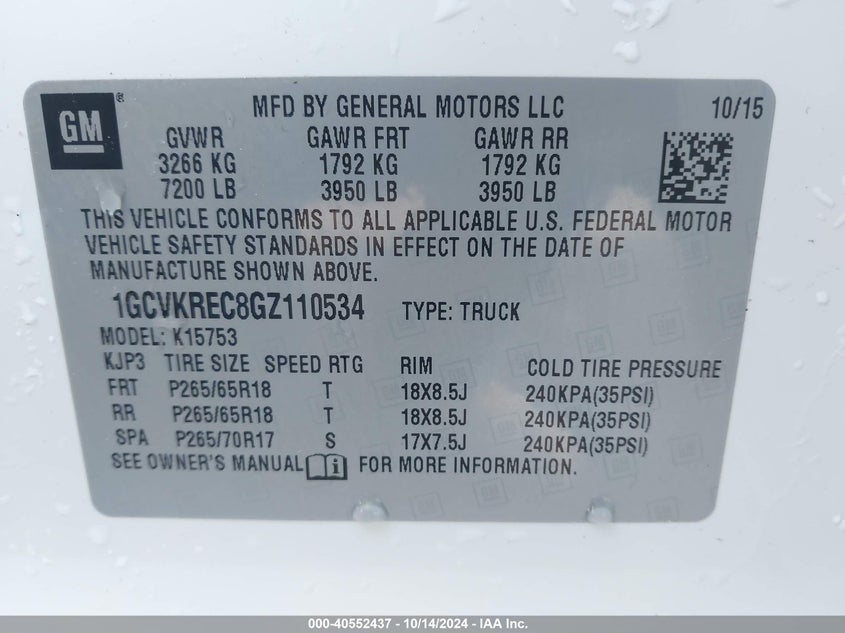 GM®
MFD BY GENERAL MOTORS LLC 10/15
GVWR GAWR FRT GAWR RR
3266 KG 1792 KG 1792 KG
7200 LB 3950 LB 3950 LB
THIS VEHICLE CONFORMS TO ALL APPLICABLE U.S. FEDERAL MOTOR
VEHICLE SAFETY STANDARDS IN EFFECT ON THE DATE OF
MANUFACTURE SHOWN ABOVE.
1GCVKREC8GZ110534 TYPE: TRUCK
MODEL: K15753
KJP3 TIRE SIZE SPEED RTG RIM COLD TIRE PRESSURE
FRT P265/65R18 T 18X8.5J 240KPA(35PSI)
RR P265/65R18 T 18X8.5J 240KPA(35PSI)
SPA P265/70R17 S 17X7.5J 240KPA(35PSI)
SEE OWNER'S MANUAL i FOR MORE INFORMATION.
000-40552437 - 10/14/2024 - IAA, Inc.